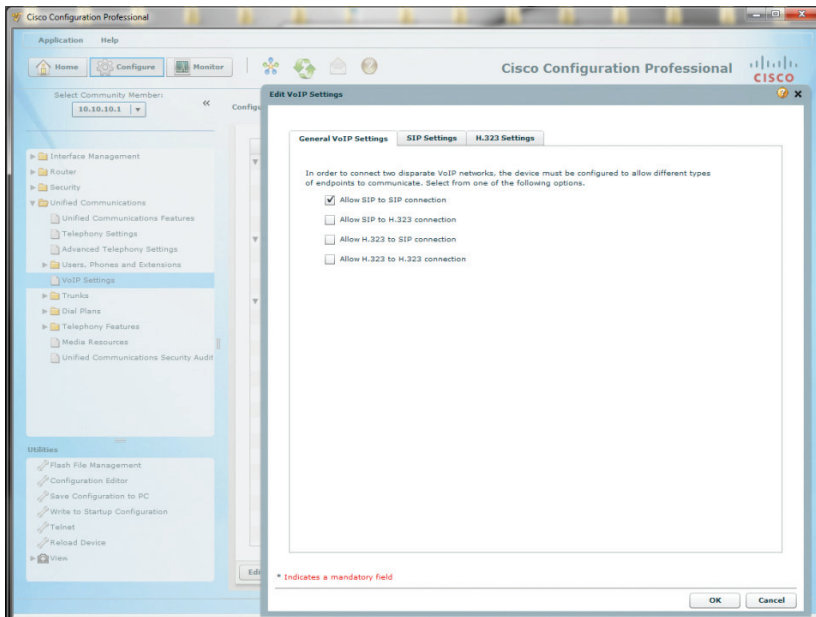 Cisco Configuration Professional
Application Help
Home Configure Monitor
Cisco Configuration Professional
CISCO
Select Community Member:
10.10.10.1
«
Interface Management
Router
Security
Unified Communications
Unified Communications Features
Telephony Settings
Advanced Telephony Settings
Users, Phones and Extensions
VoIP Settings
Trunks
Dial Plans
Telephony Features
Media Resources
Unified Communications Security Audit
Utilities
Flash File Management
Configuration Editor
Save Configuration to PC
Write to Startup Configuration
Telnet
Reload Device
View
Configu
Edi
Edit VoIP Settings
General VoIP Settings SIP Settings H.323 Settings
In order to connect two disparate VoIP networks, the device must be configured to allow different types
of endpoints to communicate. Select from one of the following options.
Allow SIP to SIP connection
Allow SIP to H.323 connection
Allow H.323 to SIP connection
Allow H.323 to H.323 connection
* Indicates a mandatory field
OK Cancel